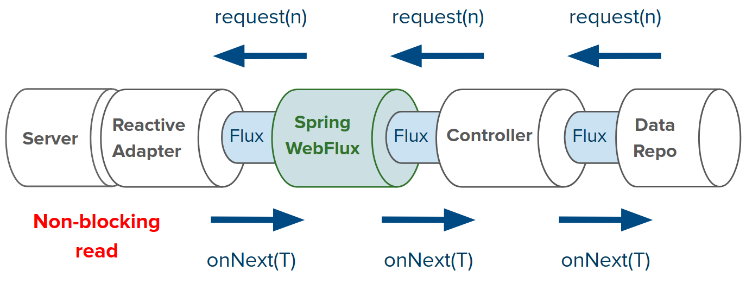 request(n)
request(n)
request(n)
Server
Reactive
Adapter
Flux
Spring
WebFlux
Flux
Controller
Flux
Data
Repo
Non-blocking
read
onNext(T)
onNext(T)
onNext(T)